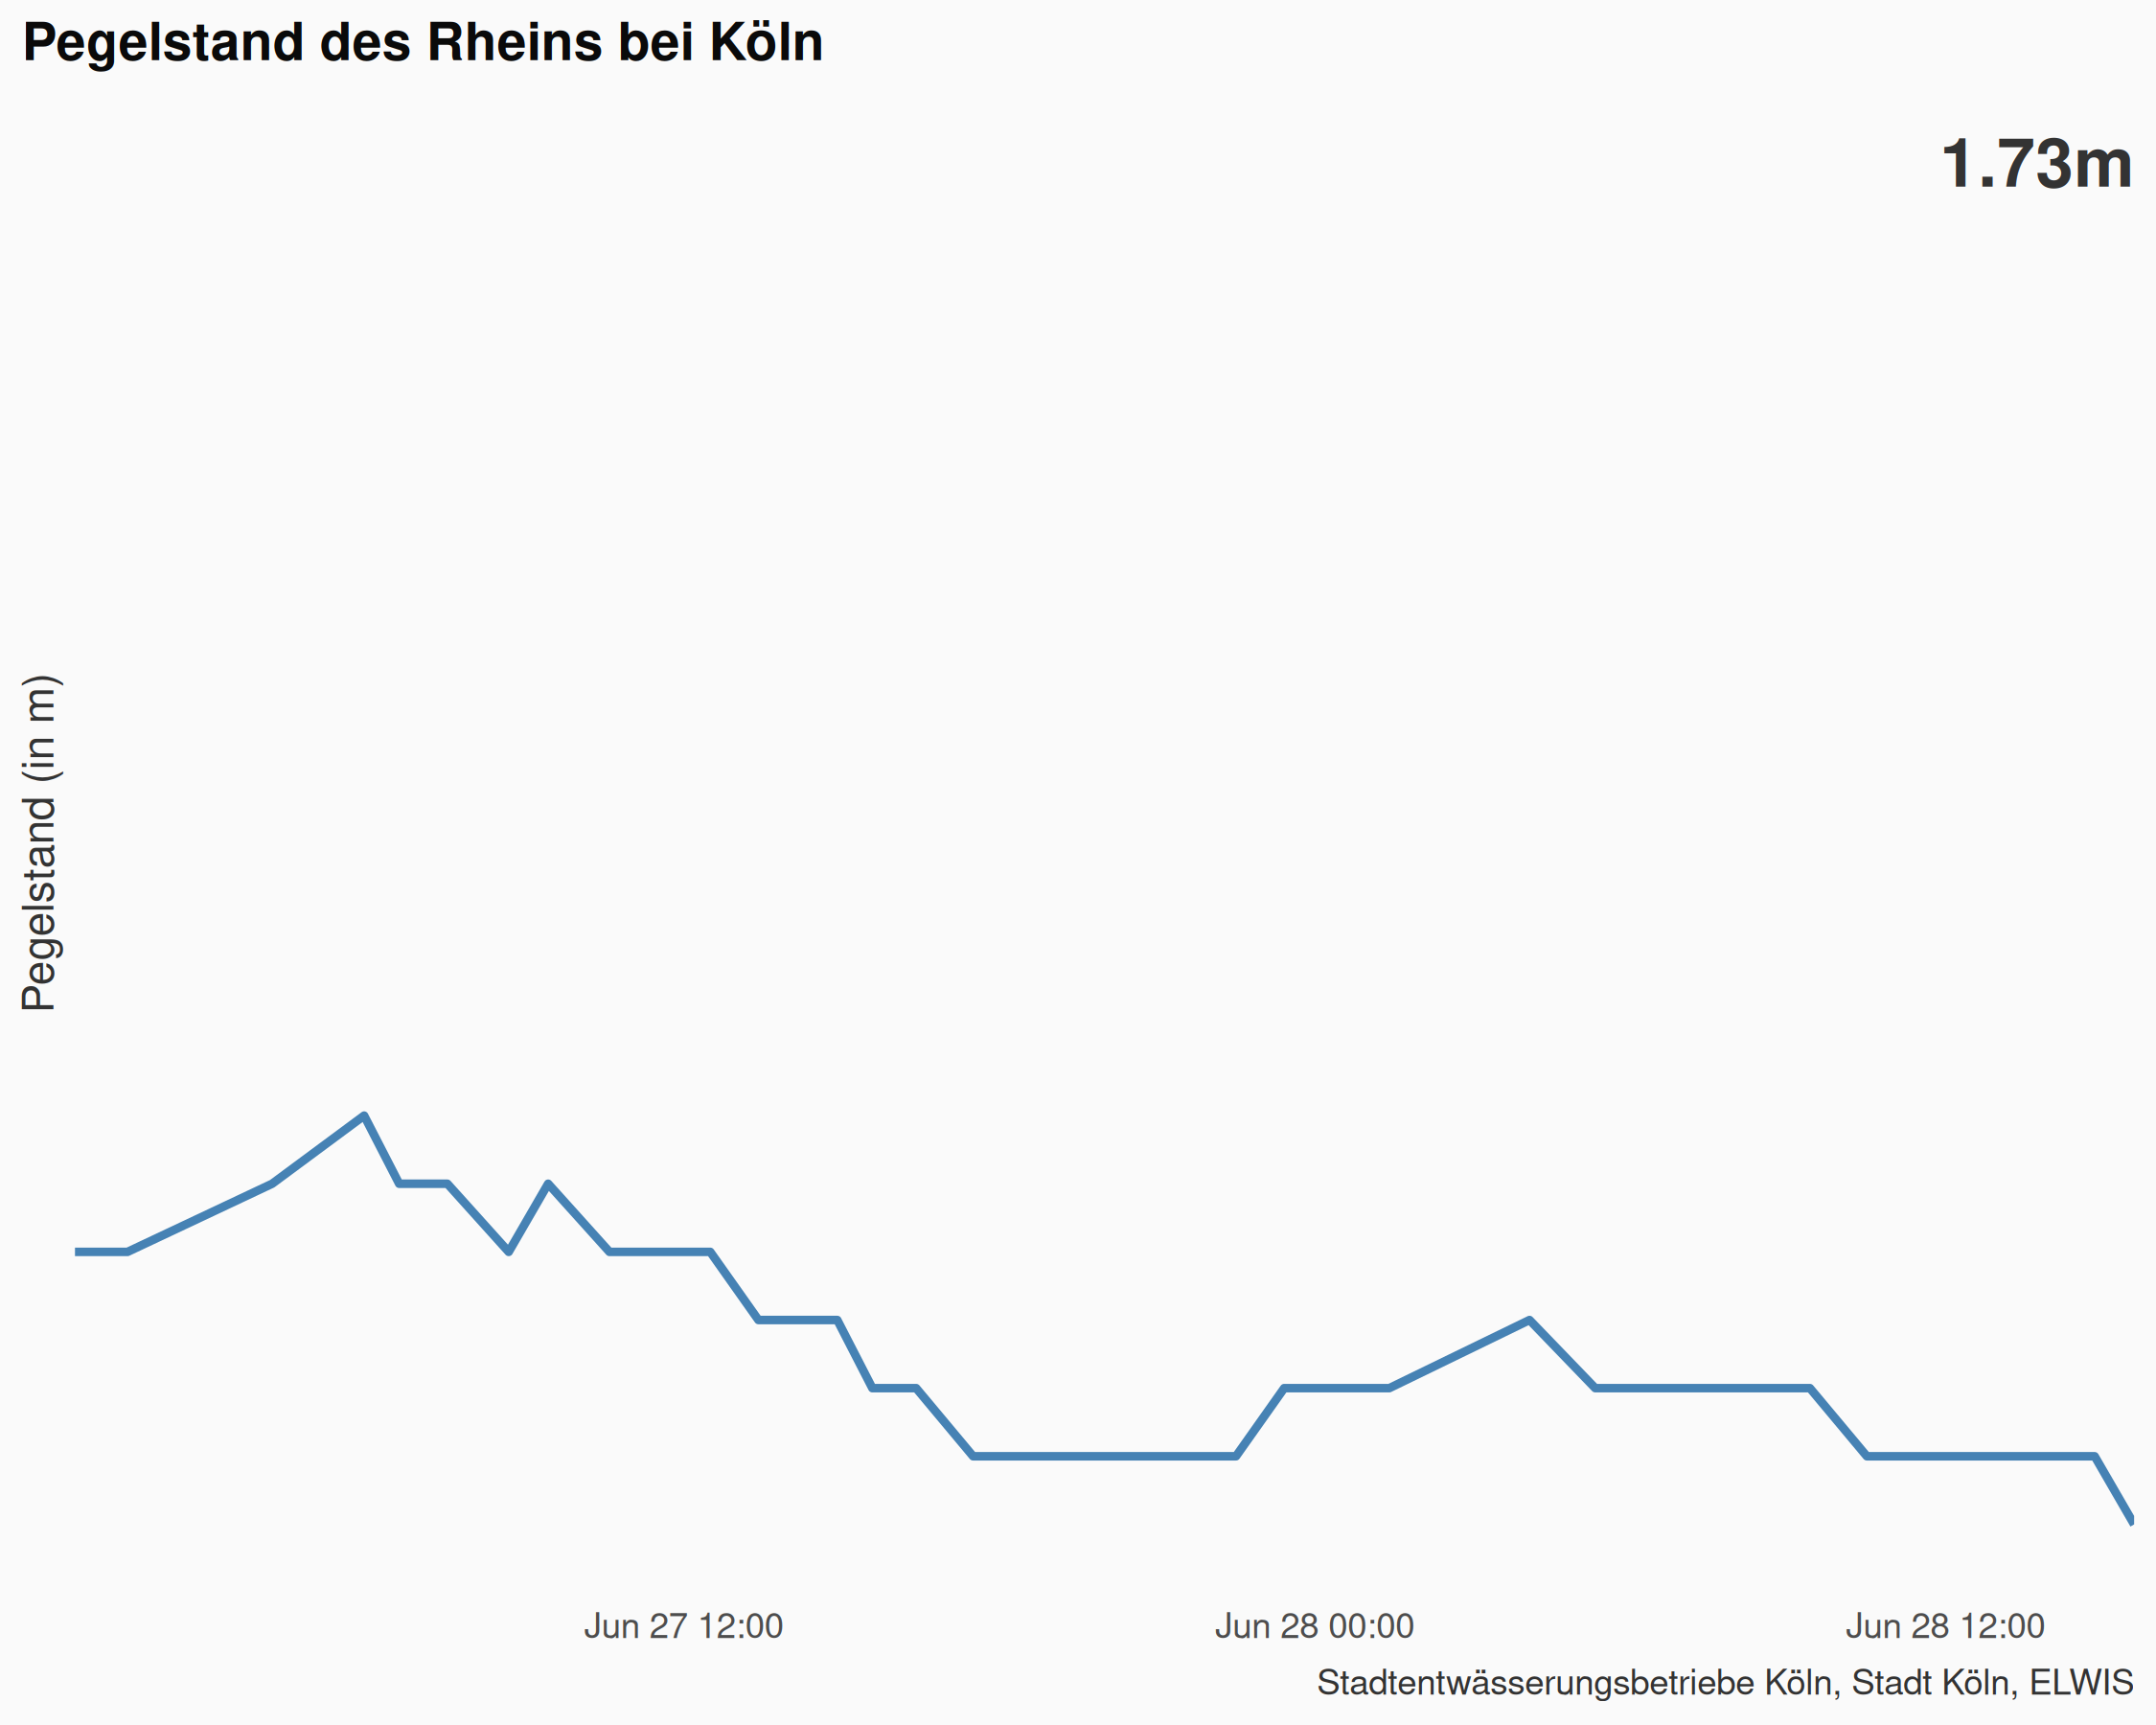 Pegelstand des Rheins bei Köln
1.73m
Pegelstand (in m)
Jun 27 12:00 Jun 28 00:00 Jun 28 12:00
Stadtentwässerungsbetriebe Köln, Stadt Köln, ELWIS